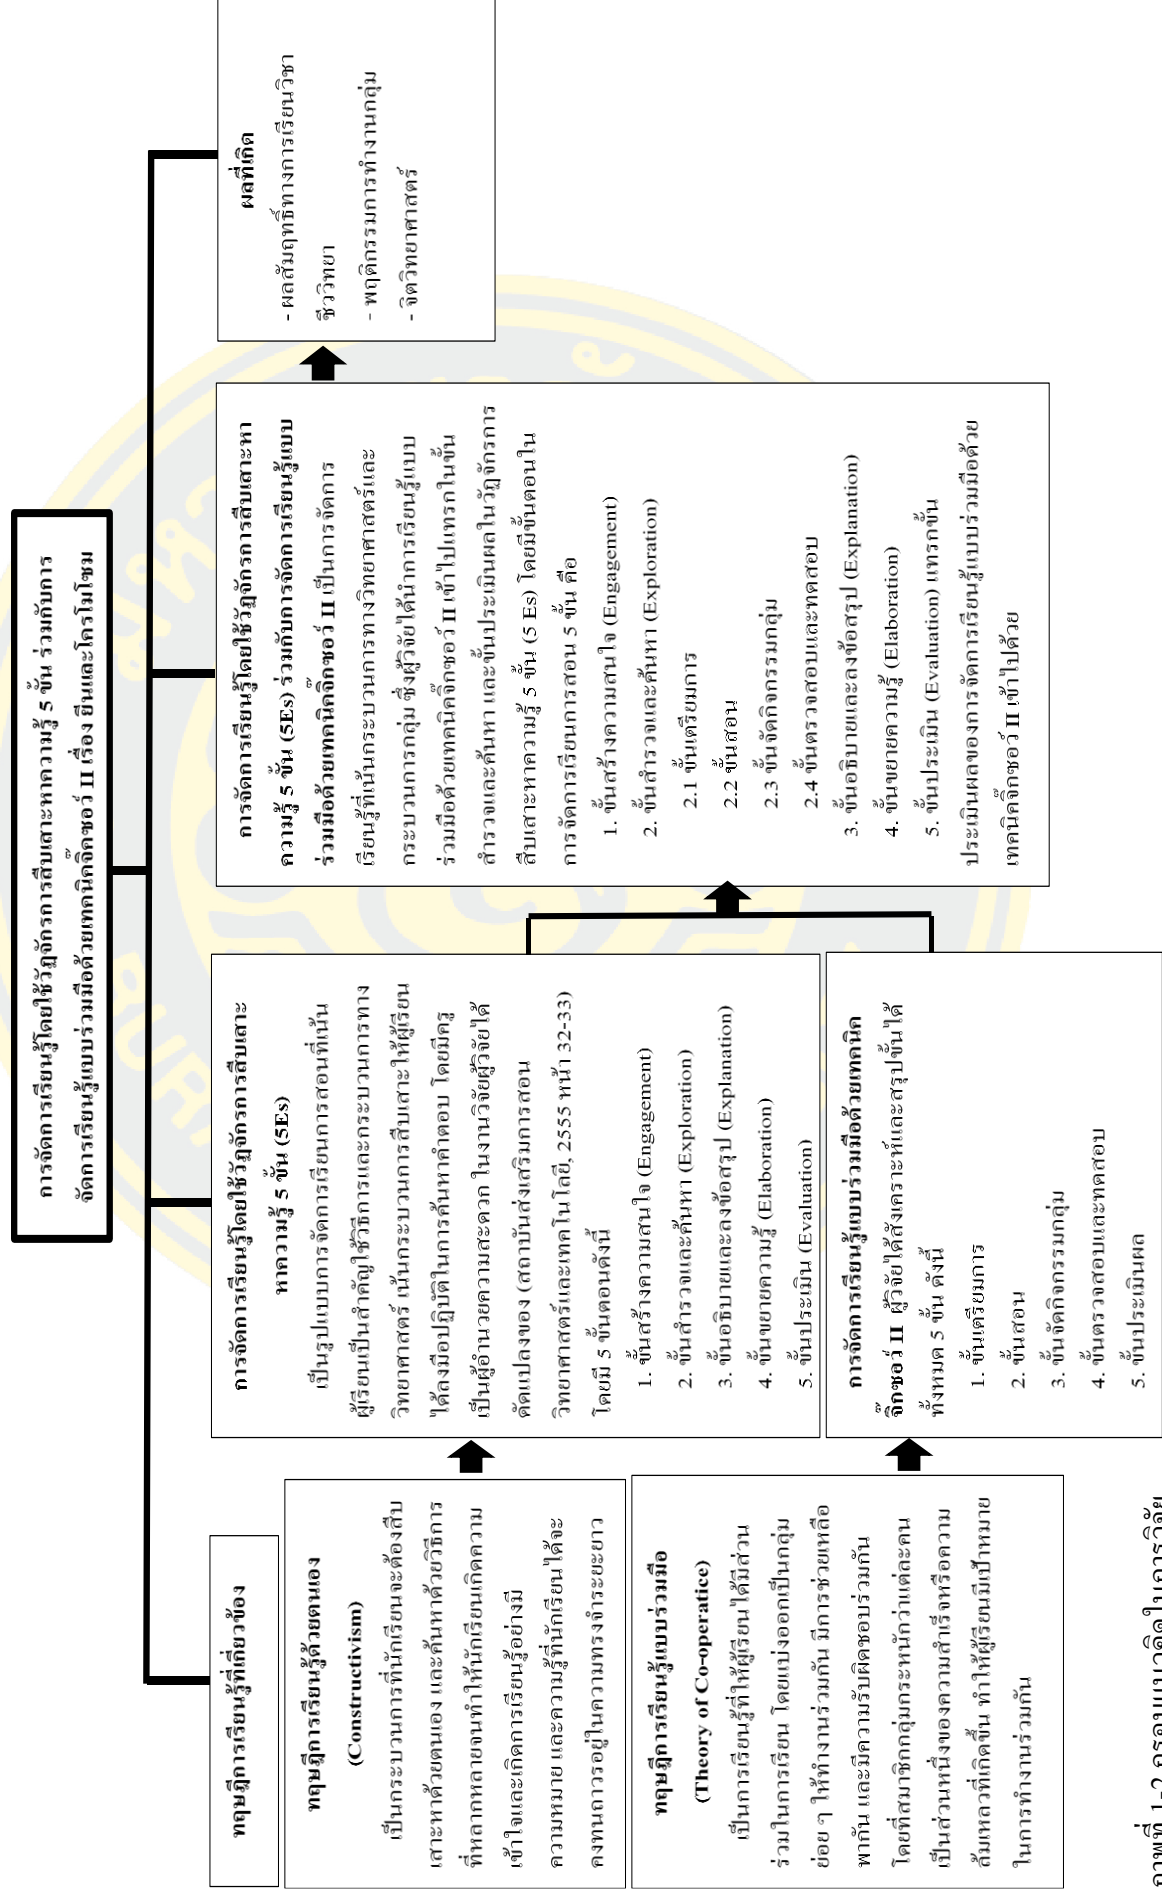 การจัดการเรียนรู้โดยใช้วัฏจักรการสืบเสาะหาความรู้ 5 ขั้น ร่วมกับการ
จัดการเรียนรู้แบบร่วมมือด้วยเทคนิคจิ๊กซอว์ II เรื่อง ยีนและโครโมโซม
ทฤษฎีการเรียนรู้ที่เกี่ยวข้อง
ทฤษฎีการเรียนรู้ด้วยตนเอง
(Constructivism)
เป็นกระบวนการที่นักเรียนจะต้องสืบ
เสาะหาด้วยตนเอง และค้นหาด้วยวิธีการ
ที่หลากหลายจนทำให้นักเรียนเกิดความ
เข้าใจและเกิดการเรียนรู้อย่างมี
ความหมาย และความรู้ที่นักเรียนได้จะ
คงทนถาวรอยู่ในความทรงจำระยะยาว
ทฤษฎีการเรียนรู้แบบร่วมมือ
(Theory of Co-operatice)
เป็นการเรียนรู้ที่ให้ผู้เรียนได้มีส่วน
ร่วมในการเรียน โดยแบ่งออกเป็นกลุ่ม
ย่อย ๆ ให้ทำงานร่วมกัน มีการช่วยเหลือ
พากัน และมีความรับผิดชอบร่วมกัน
โดยที่สมาชิกกลุ่มกระหนักว่าแต่ละคน
เป็นส่วนหนึ่งของความสำเร็จหรือความ
ล้มเหลวที่เกิดขึ้น ทำให้ผู้เรียนมีเป้าหมาย
ในการทำงานร่วมกัน
การจัดการเรียนรู้โดยใช้วัฏจักรการสืบเสาะ
หาความรู้ 5 ขั้น (5Es)
เป็นรูปแบบการจัดการเรียนการสอนที่เน้น
ผู้เรียนเป็นสำคัญใช้วิธีการและกระบวนการทาง
วิทยาศาสตร์ เน้นกระบวนการสืบเสาะให้ผู้เรียน
ได้ลงมือปฏิบัติในการค้นหาคำตอบ โดยมีครู
เป็นผู้อำนวยความสะดวก ในงานวิจัยผู้วิจัยได้
ดัดแปลงของ (สถาบันส่งเสริมการสอน
วิทยาศาสตร์และเทคโนโลยี, 2555 หน้า 32-33)
โดยมี 5 ขั้นตอนดังนี้
1. ขั้นสร้างความสนใจ (Engagement)
2. ขั้นสำรวจและค้นหา (Exploration)
3. ขั้นอธิบายและลงข้อสรุป (Explanation)
4. ขั้นขยายความรู้ (Elaboration)
5. ขั้นประเมิน (Evaluation)
การจัดการเรียนรู้แบบร่วมมือด้วยเทคนิค
จิ๊กซอว์ II ผู้วิจัยได้สังเคราะห์และสรุปขั้นได้
ทั้งหมด 5 ขั้น ดังนี้
1. ขั้นเตรียมการ
2. ขั้นสอน
3. ขั้นจัดกิจกรรมกลุ่ม
4. ขั้นตรวจสอบและทดสอบ
5. ขั้นประเมินผล
การจัดการเรียนรู้โดยใช้วัฏจักรการสืบเสาะหา
ความรู้ 5 ขั้น (5Es) ร่วมกับการจัดการเรียนรู้แบบ
ร่วมมือด้วยเทคนิคจิ๊กซอว์ II เป็นการจัดการ
เรียนรู้ที่เน้นกระบวนการทางวิทยาศาสตร์และ
กระบวนการกลุ่ม ซึ่งผู้วิจัยได้นำการเรียนรู้แบบ
ร่วมมือด้วยเทคนิคจิ๊กซอว์ II เข้าไปแทรกในขั้น
สำรวจและค้นหา และขั้นประเมินผลในวัฏจักรการ
สืบเสาะหาความรู้ 5 ขั้น (5 Es) โดยมีขั้นตอนใน
การจัดการเรียนการสอน 5 ขั้น คือ
1. ขั้นสร้างความสนใจ (Engagement)
2. ขั้นสำรวจและค้นหา (Exploration)
2.1 ขั้นเตรียมการ
2.2 ขั้นสอน
2.3 ขั้นจัดกิจกรรมกลุ่ม
2.4 ขั้นตรวจสอบและทดสอบ
3. ขั้นอธิบายและลงข้อสรุป (Explanation)
4. ขั้นขยายความรู้ (Elaboration)
5. ขั้นประเมิน (Evaluation) แทรกขั้น
ประเมินผลของการจัดการเรียนรู้แบบร่วมมือด้วย
เทคนิคจิ๊กซอว์ II เข้าไปด้วย
ผลที่เกิด
- ผลสัมฤทธิ์ทางการเรียนวิชา
ชีววิทยา
- พฤติกรรมการทำงานกลุ่ม
- จิตวิทยาศาสตร์
ภาพที่ 1-2 กรอบแนวคิดในการวิจัย